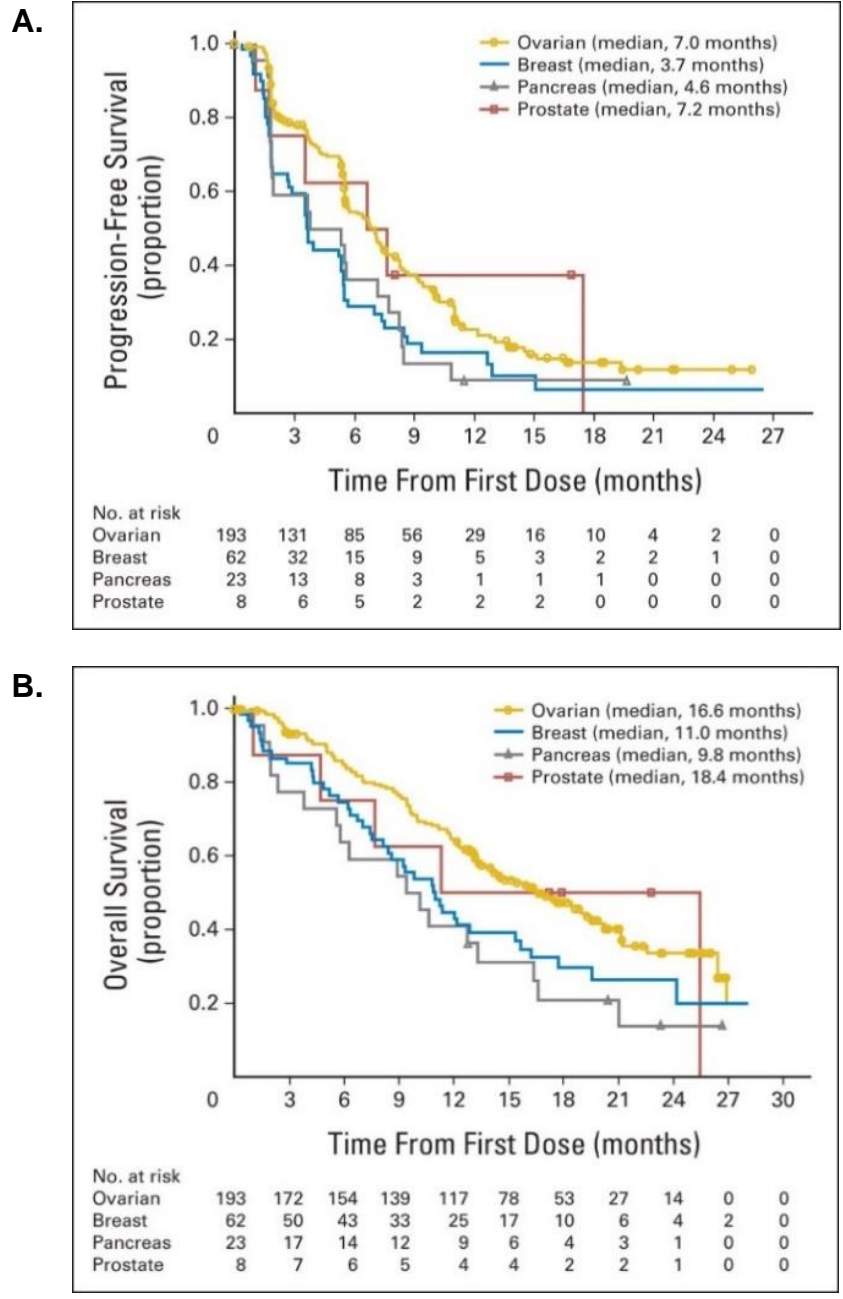 A.
Progression-Free Survival
(proportion)
1.0
0.8
0.6
0.4
0.2
Ovarian (median, 7.0 months)
Breast (median, 3.7 months)
Pancreas (median, 4.6 months)
Prostate (median, 7.2 months)
0 3 6 9 12 15 18 21 24 27
Time From First Dose (months)
No. at risk
Ovarian 193 131 85 56 29 16 10 4 2 0
Breast 62 32 15 9 5 3 2 2 1 0
Pancreas 23 13 8 3 1 1 1 0 0 0
Prostate 8 6 5 2 2 2 0 0 0 0
B.
Overall Survival
(proportion)
1.0
0.8
0.6
0.4
0.2
Ovarian (median, 16.6 months)
Breast (median, 11.0 months)
Pancreas (median, 9.8 months)
Prostate (median, 18.4 months)
0 3 6 9 12 15 18 21 24 27 30
Time From First Dose (months)
No. at risk
Ovarian 193 172 154 139 117 78 53 27 14 0 0
Breast 62 50 43 33 25 17 10 6 4 2 0
Pancreas 23 17 14 12 9 6 4 3 1 0 0
Prostate 8 7 6 5 4 4 2 2 1 0 0